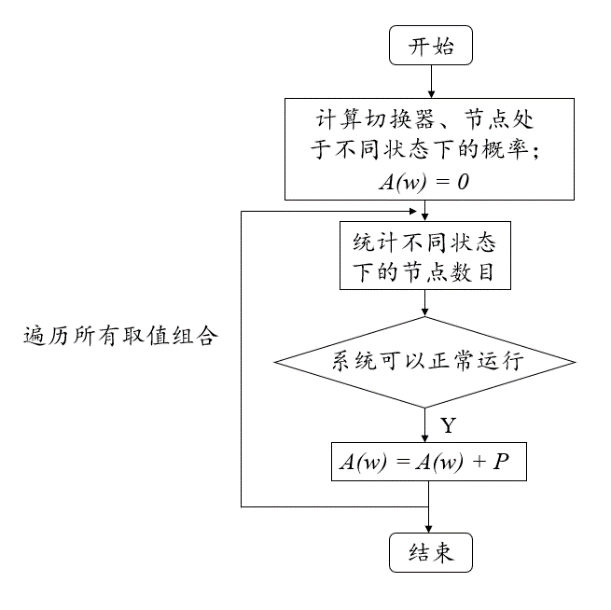 开始
计算切换器、节点处
于不同状态下的概率；
A(w) = 0
统计不同状态
下的节点数目
遍历所有取值组合
系统可以正常运行
Y
A(w) = A(w) + P
结束